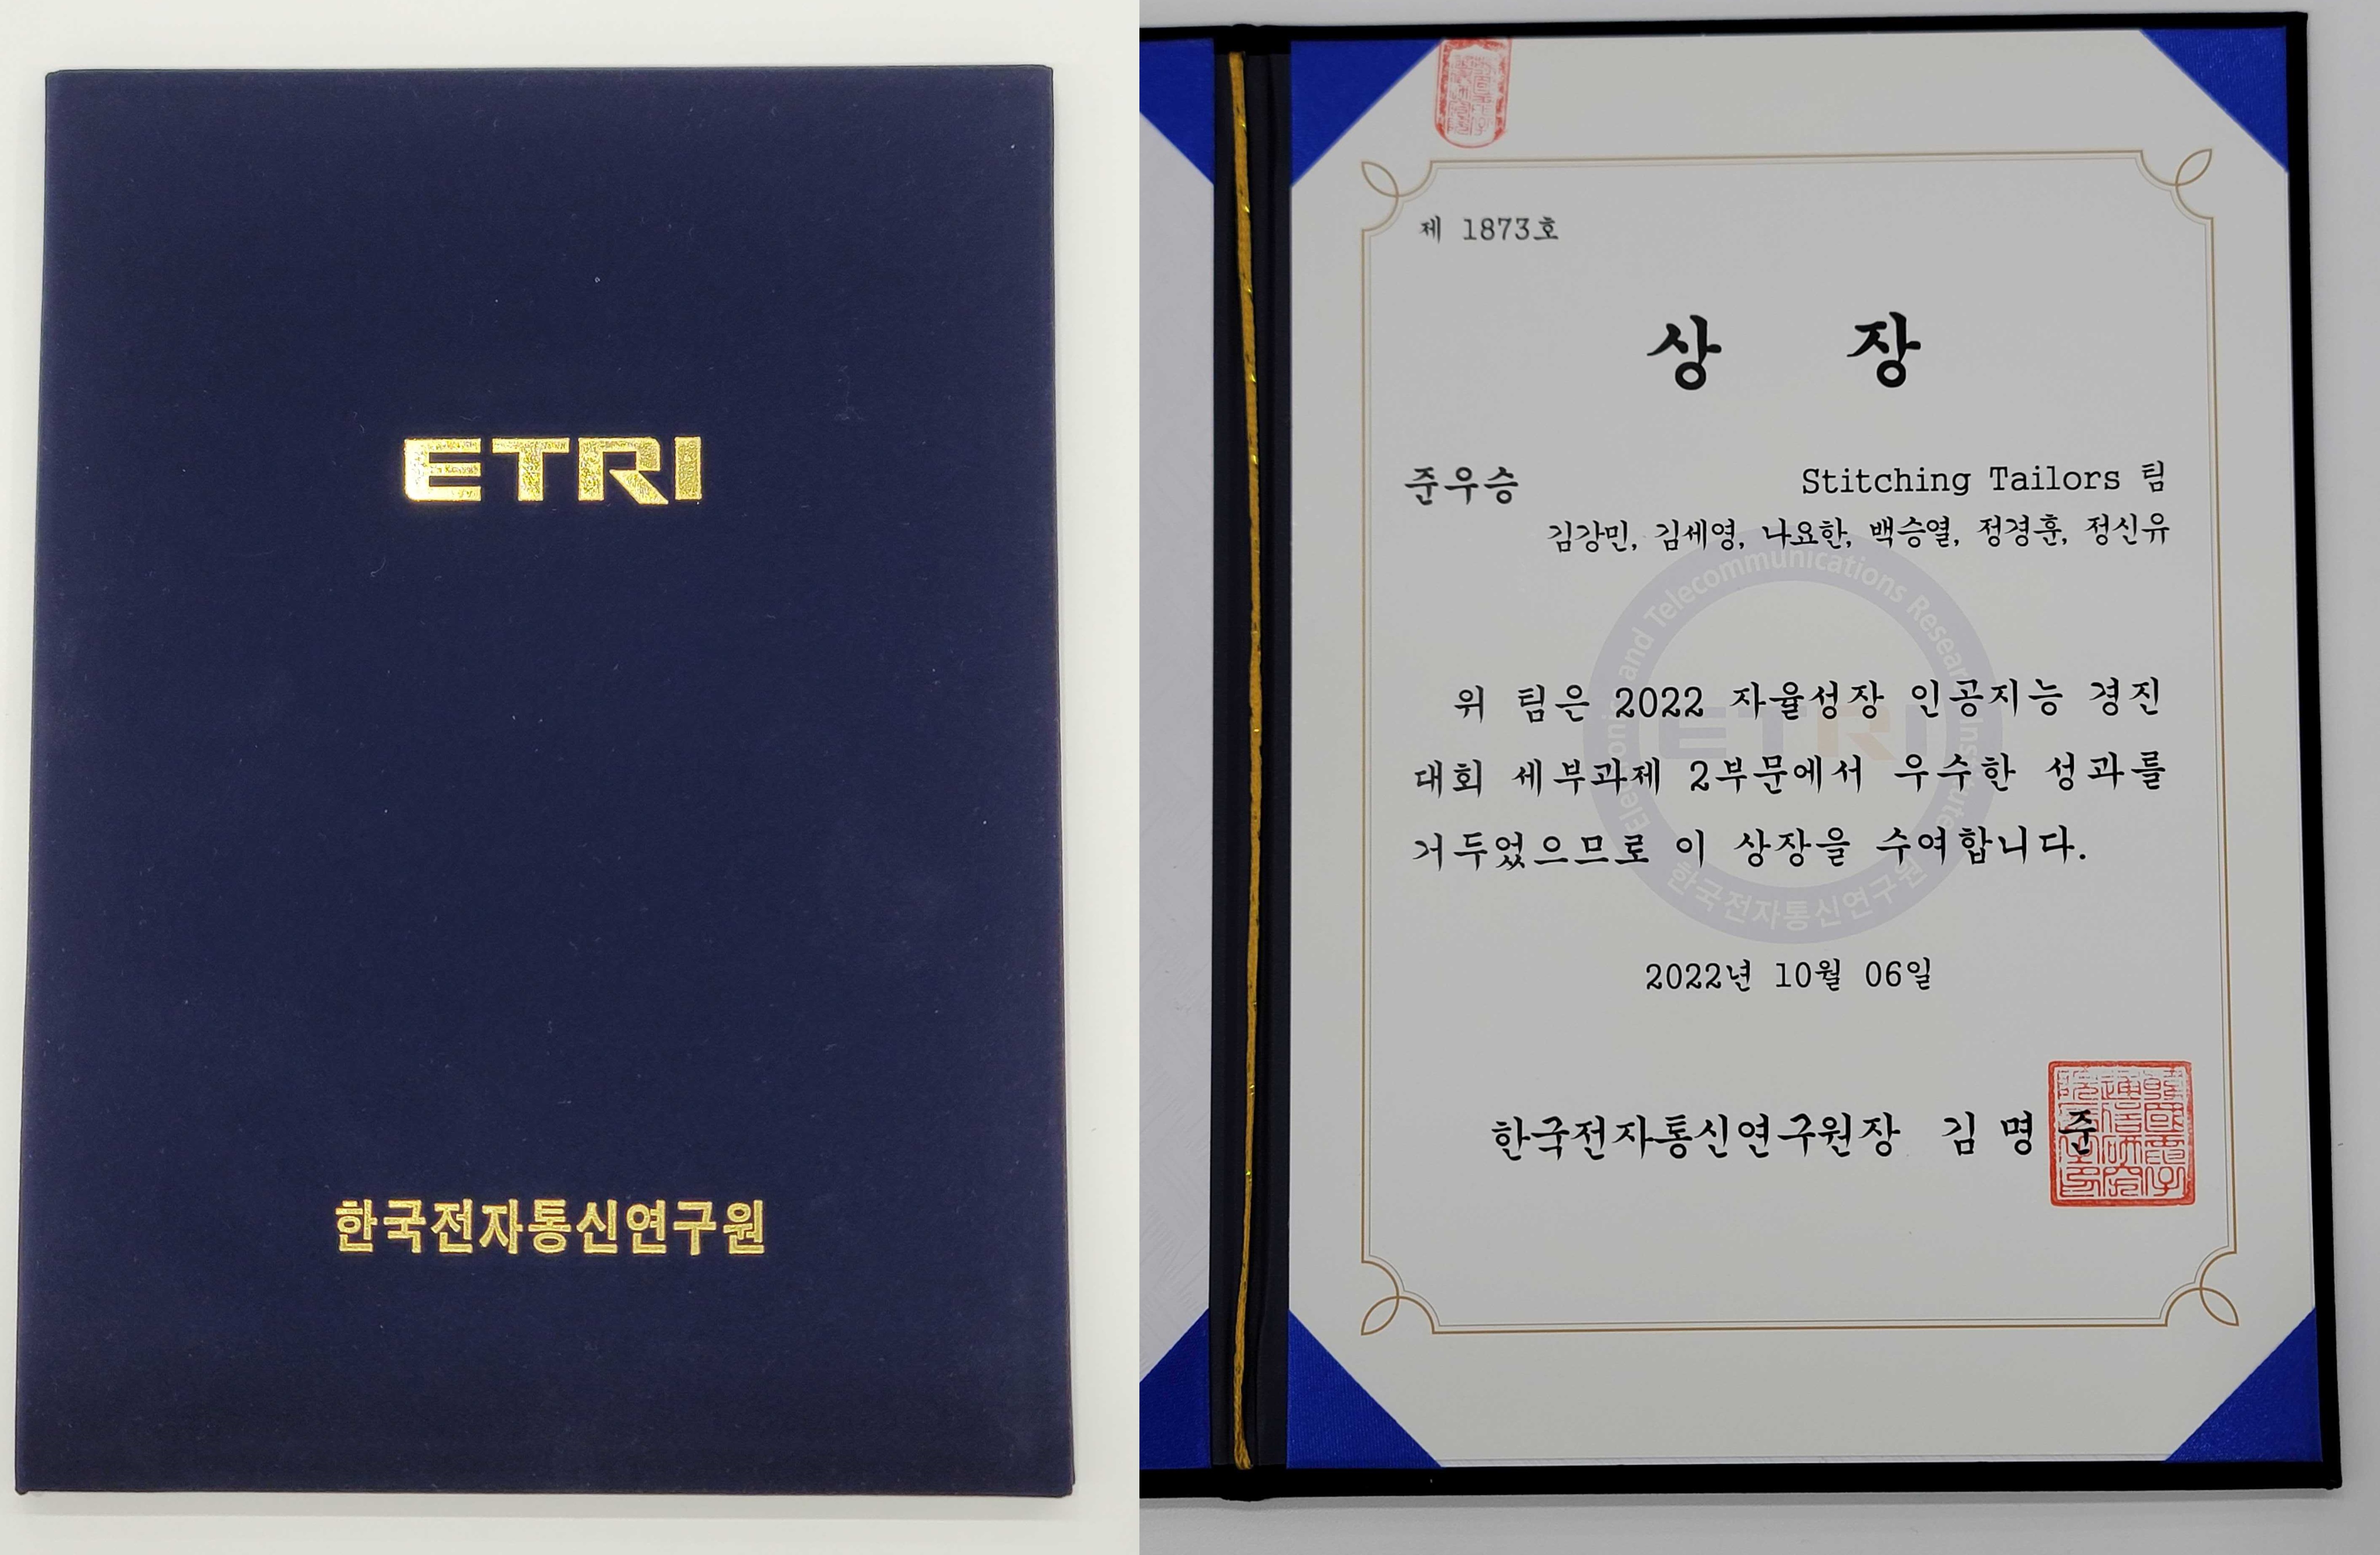 ETRI
한국전자통신연구원
제 1873호
상 장
준우승 Stitching Tailors 팀
김강민, 김세영, 나요한, 백승열, 정경훈, 정신유
위 팀은 2022 자율성장 인공지능 경진
대회 세부과제 2부문에서 우수한 성과를
거두었으므로 이 상장을 수여합니다.
2022년 10월 06일
한국전자통신연구원장 김 명 준
Electronics and Telecommunications Research Institute
ETRI
한국전자통신연구원